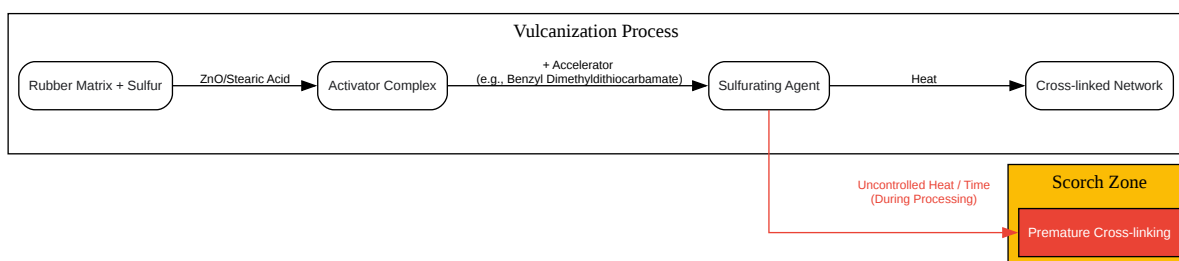 Vulcanization Process
Rubber Matrix + Sulfur
ZnO/Stearic Acid
Activator Complex
+ Accelerator
(e.g., Benzyl Dimethyldithiocarbamate)
Sulfurating Agent
Heat
Cross-linked Network
Uncontrolled Heat / Time
(During Processing)
Scorch Zone
Premature Cross-linking